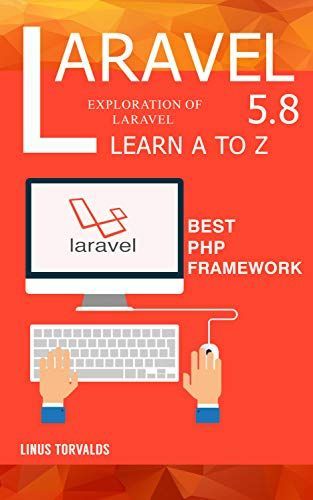 LARAVEL
EXPLORATION OF
LARAVEL
5.8
LEARN A TO Z
laravel
BEST
PHP
FRAMEWORK
LINUS TORVALDS